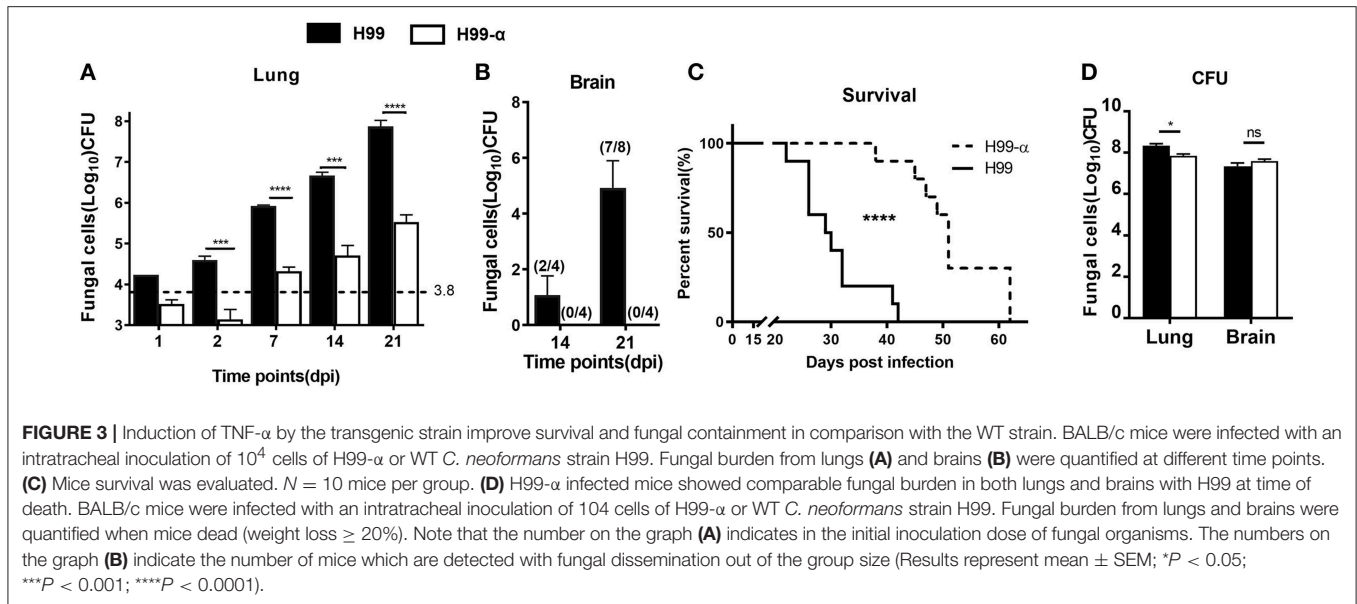 H99 H99-α
A
Lung
Fungal cells(Log10)CFU
8
7
6
5
4
3
****
***
****
***
****
3.8
1 2 7 14 21
Time points(dpi)
B
Brain
Fungal cells(Log10)CFU
8
6
4
2
0
(7/8)
(2/4)
(0/4) (0/4)
14 21
Time points(dpi)
C
Survival
Percent survival(%)
100
50
0
H99-α
H99
****
0 15 20 30 40 50 60
Days post infection
D
CFU
Fungal cells(Log10)CFU
10
8
6
4
2
0
* ns
Lung Brain
FIGURE 3 | Induction of TNF-α by the transgenic strain improve survival and fungal containment in comparison with the WT strain. BALB/c mice were infected with an
intratracheal inoculation of 10⁴ cells of H99-α or WT C. neoformans strain H99. Fungal burden from lungs (A) and brains (B) were quantified at different time points.
(C) Mice survival was evaluated. N = 10 mice per group. (D) H99-α infected mice showed comparable fungal burden in both lungs and brains with H99 at time of
death. BALB/c mice were infected with an intratracheal inoculation of 104 cells of H99-α or WT C. neoformans strain H99. Fungal burden from lungs and brains were
quantified when mice dead (weight loss ≥ 20%). Note that the number on the graph (A) indicates in the initial inoculation dose of fungal organisms. The numbers on
the graph (B) indicate the number of mice which are detected with fungal dissemination out of the group size (Results represent mean ± SEM; *P < 0.05;
***P < 0.001; ****P < 0.0001).